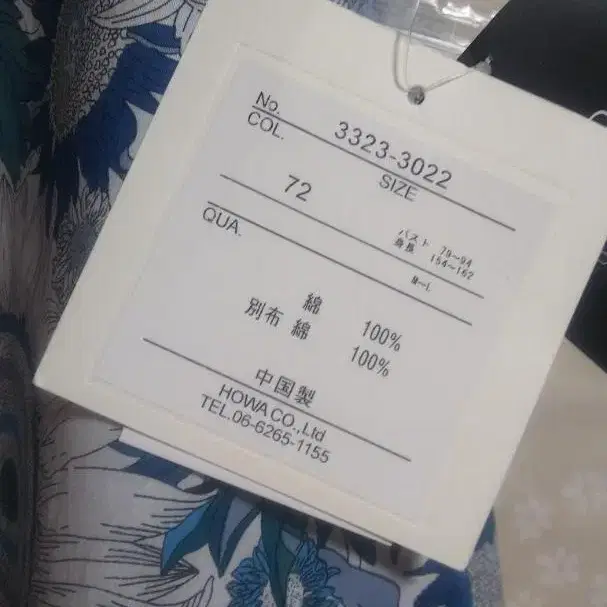 No. 3323-3022
COL. SIZE
72 バスト 79~94
身長 154~162
M~L
QUA.
綿 100%
別布 綿 100%
中国製
HOWA CO.,Ltd
TEL.06-6265-1155